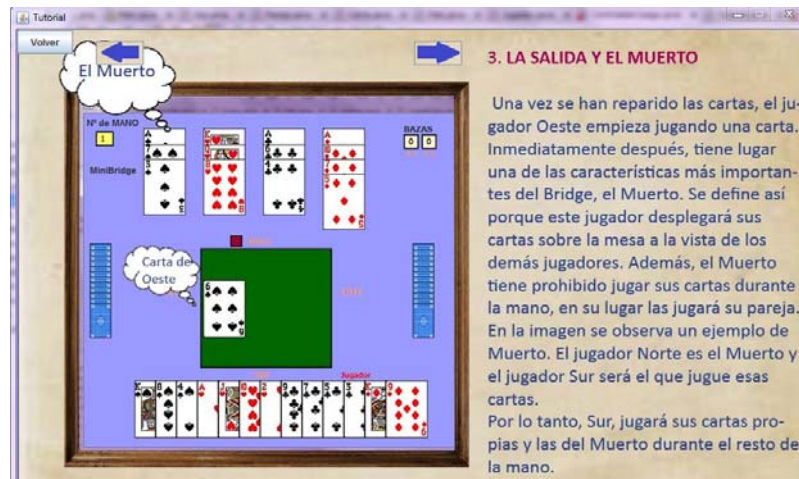 Tutorial
Volver
El Muerto
Nº de MANO
1
MiniBridge
BAZAS
0 0
Carta de
Oeste
Jugador
3. LA SALIDA Y EL MUERTO
Una vez se han reparido las cartas, el ju-
gador Oeste empieza jugando una carta.
Inmediatamente después, tiene lugar
una de las características más importan-
tes del Bridge, el Muerto. Se define así
porque este jugador desplegará sus
cartas sobre la mesa a la vista de los
demás jugadores. Además, el Muerto
tiene prohibido jugar sus cartas durante
la mano, en su lugar las jugará su pareja.
En la imagen se observa un ejemplo de
Muerto. El jugador Norte es el Muerto y
el jugador Sur será el que jugue esas
cartas.
Por lo tanto, Sur, jugará sus cartas pro-
pias y las del Muerto durante el resto de
la mano.